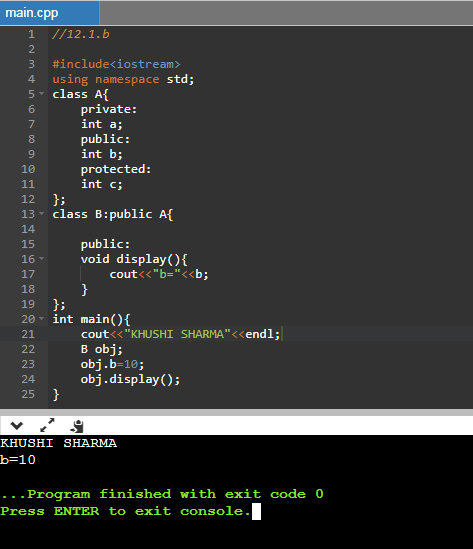 main.cpp
1 //12.1.b
2
3 #include<iostream>
4 using namespace std;
5 class A{
6 private:
7 int a;
8 public:
9 int b;
10 protected:
11 int c;
12 };
13 class B:public A{
14
15 public:
16 void display(){
17 cout<<"b="<<b;
18 }
19 };
20 int main(){
21 cout<<"KHUSHI SHARMA"<<endl;
22 B obj;
23 obj.b=10;
24 obj.display();
25 }
KHUSHI SHARMA
b=10
...Program finished with exit code 0
Press ENTER to exit console.